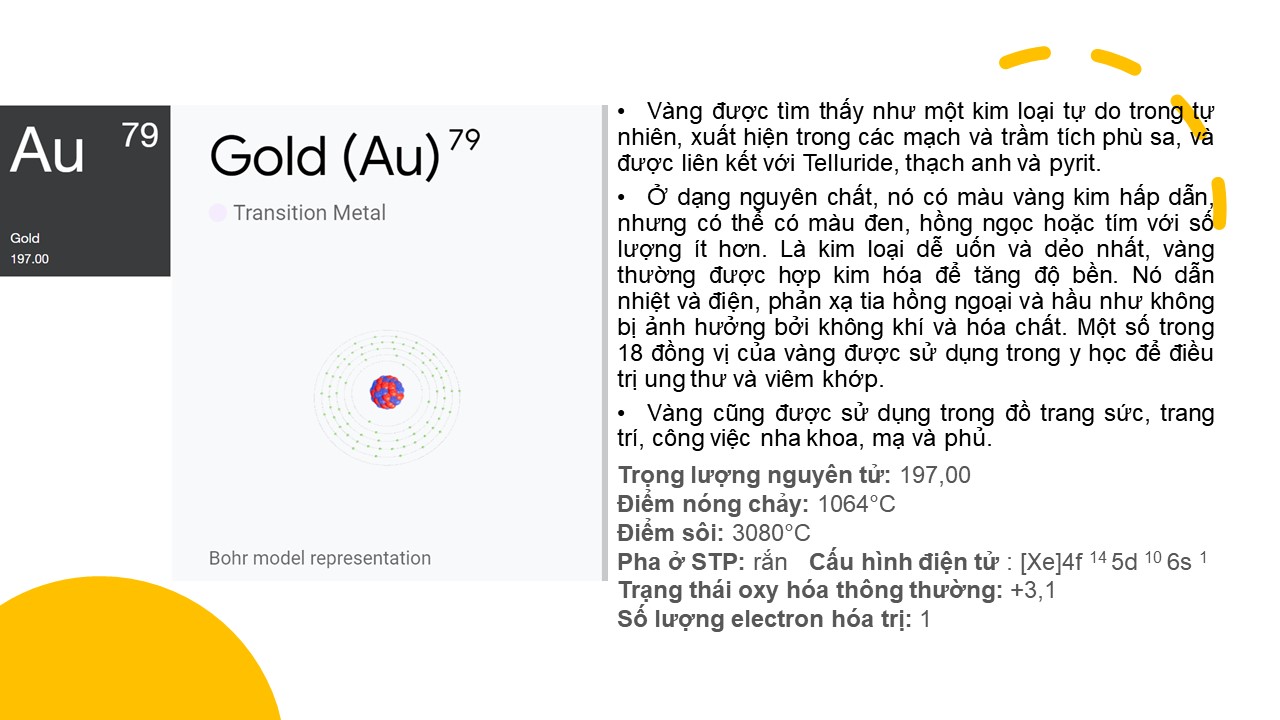 Au 79
Gold
197.00
Gold (Au) 79
Transition Metal
Bohr model representation
• Vàng được tìm thấy như một kim loại tự do trong tự
nhiên, xuất hiện trong các mạch và trầm tích phù sa, và
được liên kết với Telluride, thạch anh và pyrit.
• Ở dạng nguyên chất, nó có màu vàng kim hấp dẫn,
nhưng có thể có màu đen, hồng ngọc hoặc tím với số
lượng ít hơn. Là kim loại dễ uốn và dẻo nhất, vàng
thường được hợp kim hóa để tăng độ bền. Nó dẫn
nhiệt và điện, phản xạ tia hồng ngoại và hầu như không
bị ảnh hưởng bởi không khí và hóa chất. Một số trong
18 đồng vị của vàng được sử dụng trong y học để điều
trị ung thư và viêm khớp.
• Vàng cũng được sử dụng trong đồ trang sức, trang
trí, công việc nha khoa, mạ và phủ.
Trọng lượng nguyên tử: 197,00
Điểm nóng chảy: 1064°C
Điểm sôi: 3080°C
Pha ở STP: rắn Cấu hình điện tử : [Xe]4f 14 5d 10 6s 1
Trạng thái oxy hóa thông thường: +3,1
Số lượng electron hóa trị: 1